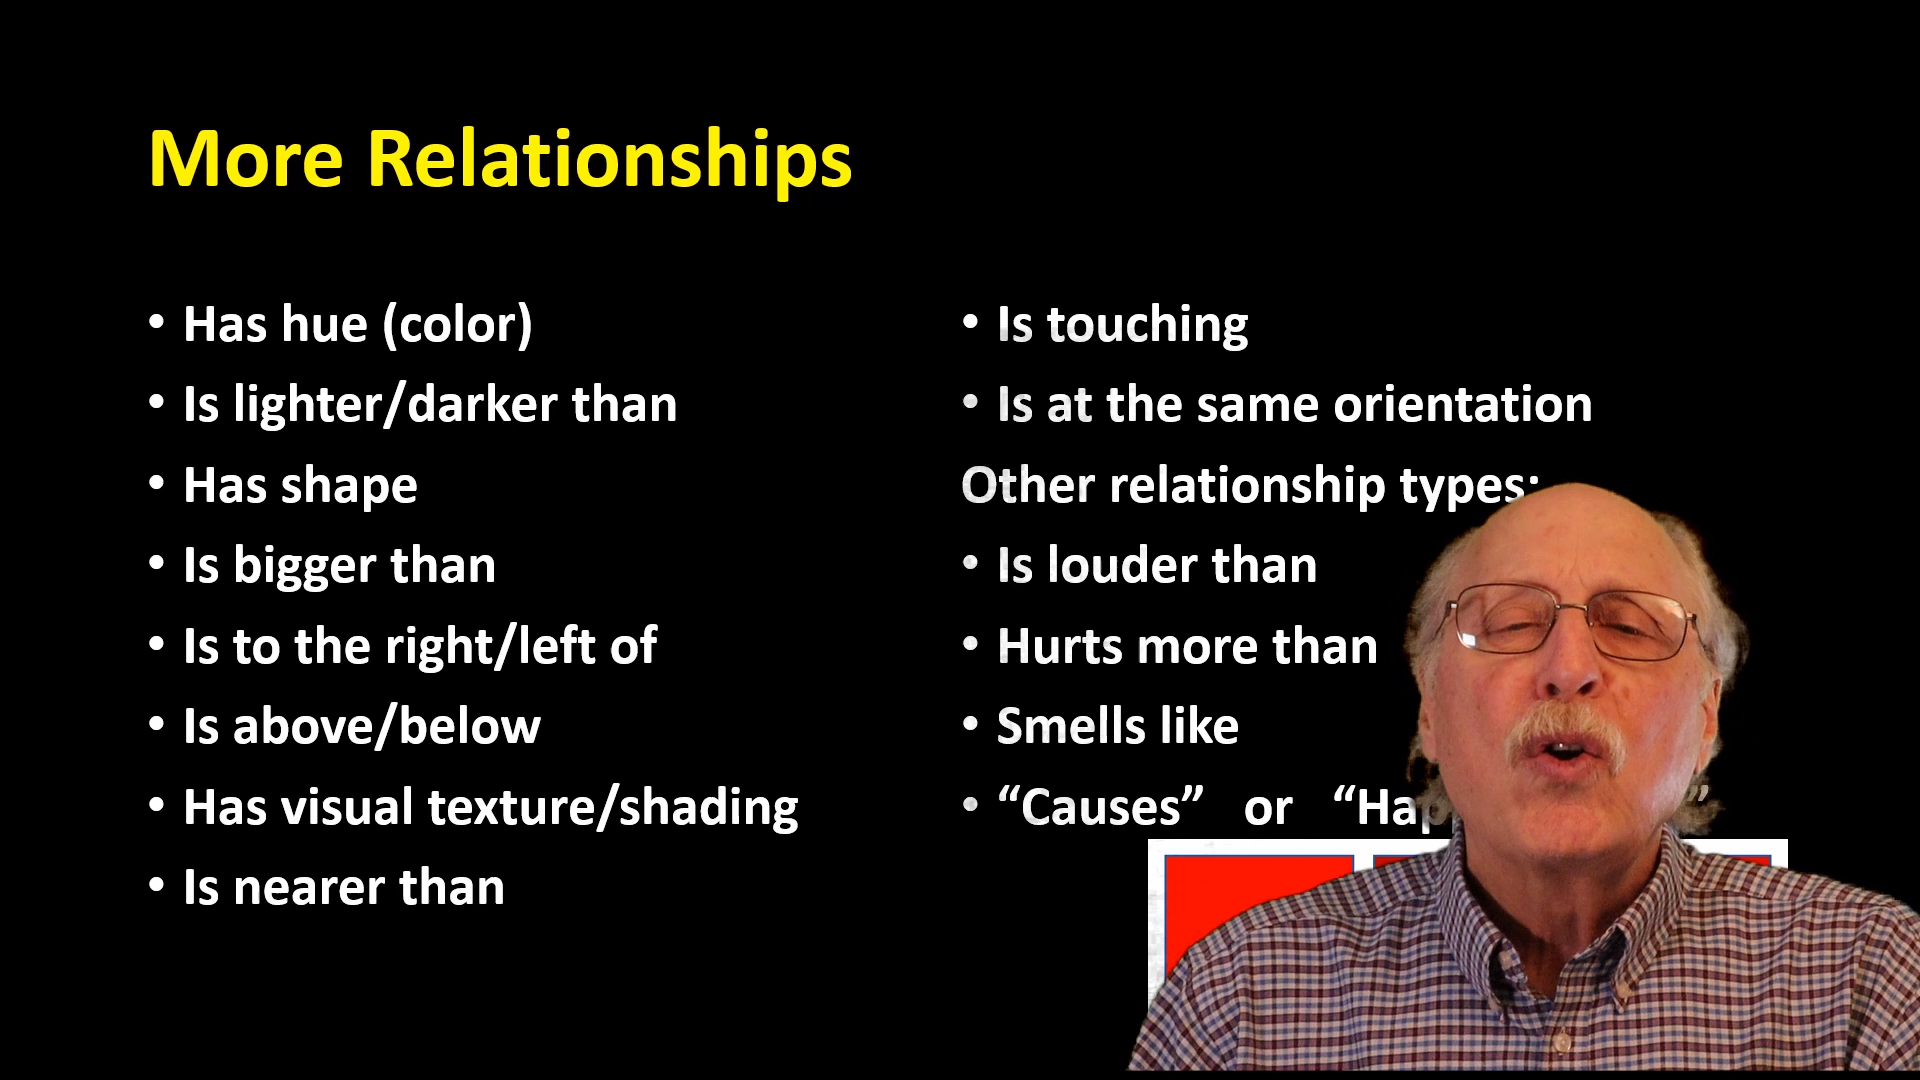 More Relationships
• Has hue (color)
• Is lighter/darker than
• Has shape
• Is bigger than
• Is to the right/left of
• Is above/below
• Has visual texture/shading
• Is nearer than
• Is touching
• Is at the same orientation
Other relationship types:
• Is louder than
• Hurts more than
• Smells like
• “Causes” or